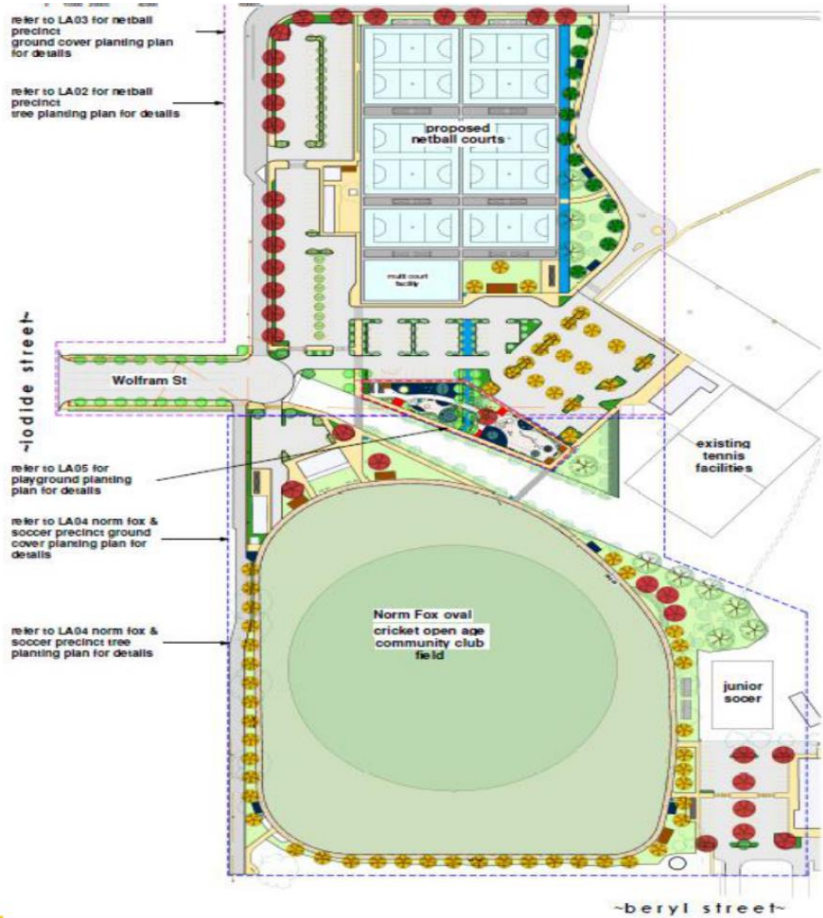 refer to LA03 for netball
precinct
ground cover planting plan
for details
refer to LA02 for netball
precinct
tree planting plan for details
proposed
netball courts
multi court
facility
~iodide street~
Wolfram St
existing
tennis
facilities
refer to LA05 for
playground planting
plan for details
refer to LA04 norm fox &
soccer precinct ground
cover planting plan for
details
Norm Fox oval
cricket open age
community club
field
refer to LA04 norm fox &
soccer precinct tree
planting plan for details
junior
socer
~beryl street~